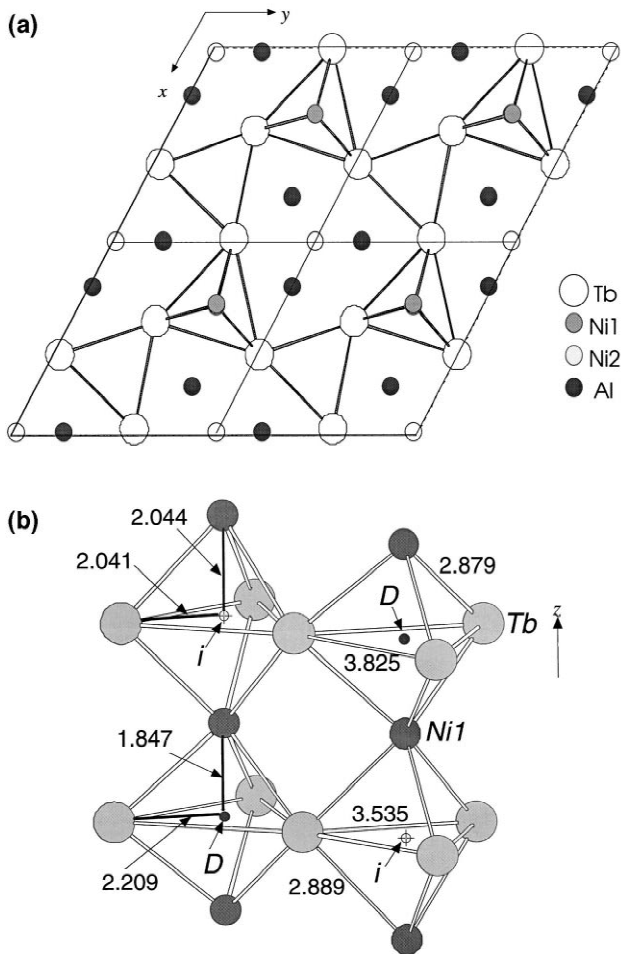 (a)
y
x
Tb
Ni1
Ni2
Al
(b)
2.044
2.041
2.879
D
Tb
z
i
3.825
Ni1
1.847
3.535
D
i
2.209
2.889